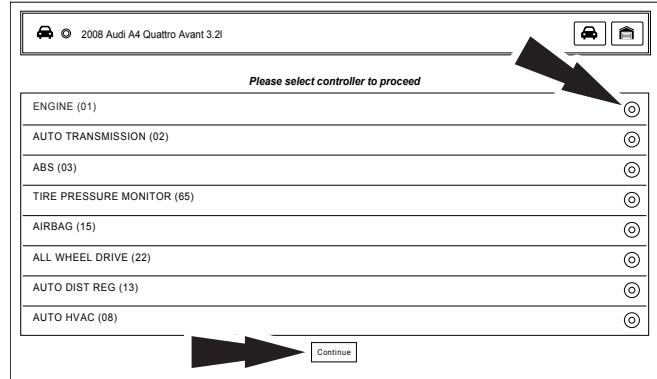 2008 Audi A4 Quattro Avant 3.2l
Please select controller to proceed
ENGINE (01)
AUTO TRANSMISSION (02)
ABS (03)
TIRE PRESSURE MONITOR (65)
AIRBAG (15)
ALL WHEEL DRIVE (22)
AUTO DIST REG (13)
AUTO HVAC (08)
Continue